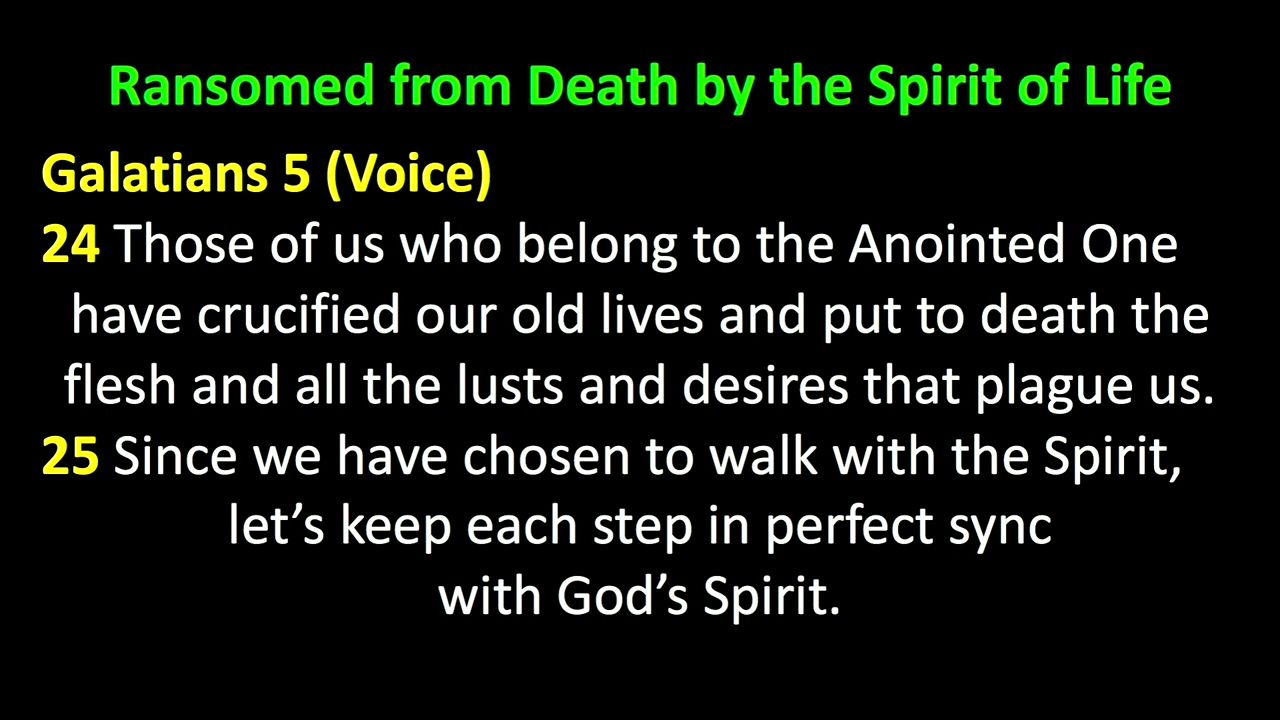 Ransomed from Death by the Spirit of Life
Galatians 5 (Voice)
24 Those of us who belong to the Anointed One
have crucified our old lives and put to death the
flesh and all the lusts and desires that plague us.
25 Since we have chosen to walk with the Spirit,
let’s keep each step in perfect sync
with God’s Spirit.